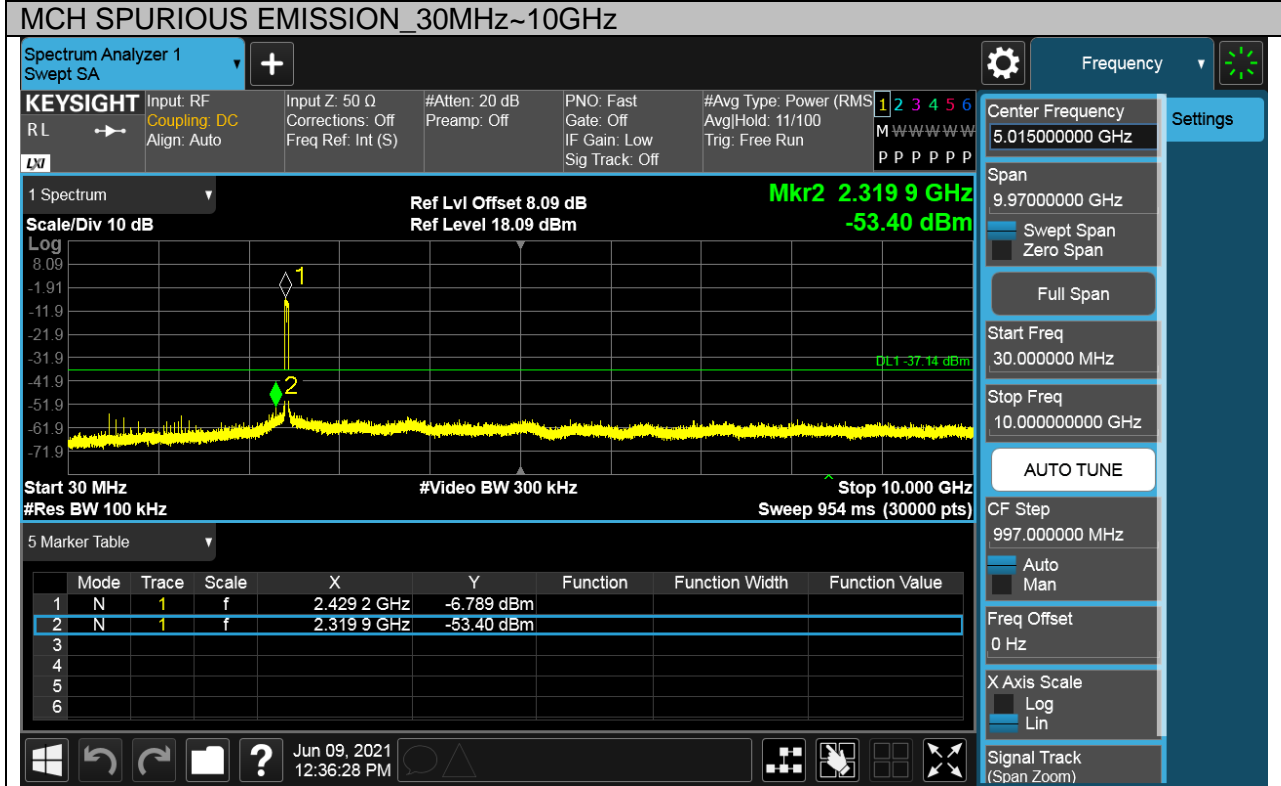 MCH SPURIOUS EMISSION_30MHz~10GHz
Spectrum Analyzer 1
Swept SA
+
Frequency
KEYSIGHT
RL
LXI
Input: RF
Coupling: DC
Align: Auto
Input Z: 50 Ω
Corrections: Off
Freq Ref: Int (S)
#Atten: 20 dB
Preamp: Off
PNO: Fast
Gate: Off
IF Gain: Low
Sig Track: Off
#Avg Type: Power (RMS
Avg|Hold: 11/100
Trig: Free Run
1 2 3 4 5 6
M W W W W W
P P P P P P
1 Spectrum
Scale/Div 10 dB
Ref Lvl Offset 8.09 dB
Ref Level 18.09 dBm
Mkr2 2.319 9 GHz
-53.40 dBm
Log
8.09
-1.91
-11.9
-21.9
-31.9
-41.9
-51.9
-61.9
-71.9
1
2
DL1 -37.14 dBm
Start 30 MHz
#Video BW 300 kHz
Stop 10.000 GHz
#Res BW 100 kHz
Sweep 954 ms (30000 pts)
5 Marker Table
Mode Trace Scale X Y Function Function Width Function Value
1 N 1 f 2.429 2 GHz -6.789 dBm
2 N 1 f 2.319 9 GHz -53.40 dBm
3
4
5
6
?
Jun 09, 2021
12:36:28 PM
Center Frequency
5.015000000 GHz
Settings
Span
9.97000000 GHz
Swept Span
Zero Span
Full Span
Start Freq
30.000000 MHz
Stop Freq
10.000000000 GHz
AUTO TUNE
CF Step
997.000000 MHz
Auto
Man
Freq Offset
0 Hz
X Axis Scale
Log
Lin
Signal Track
(Span Zoom)